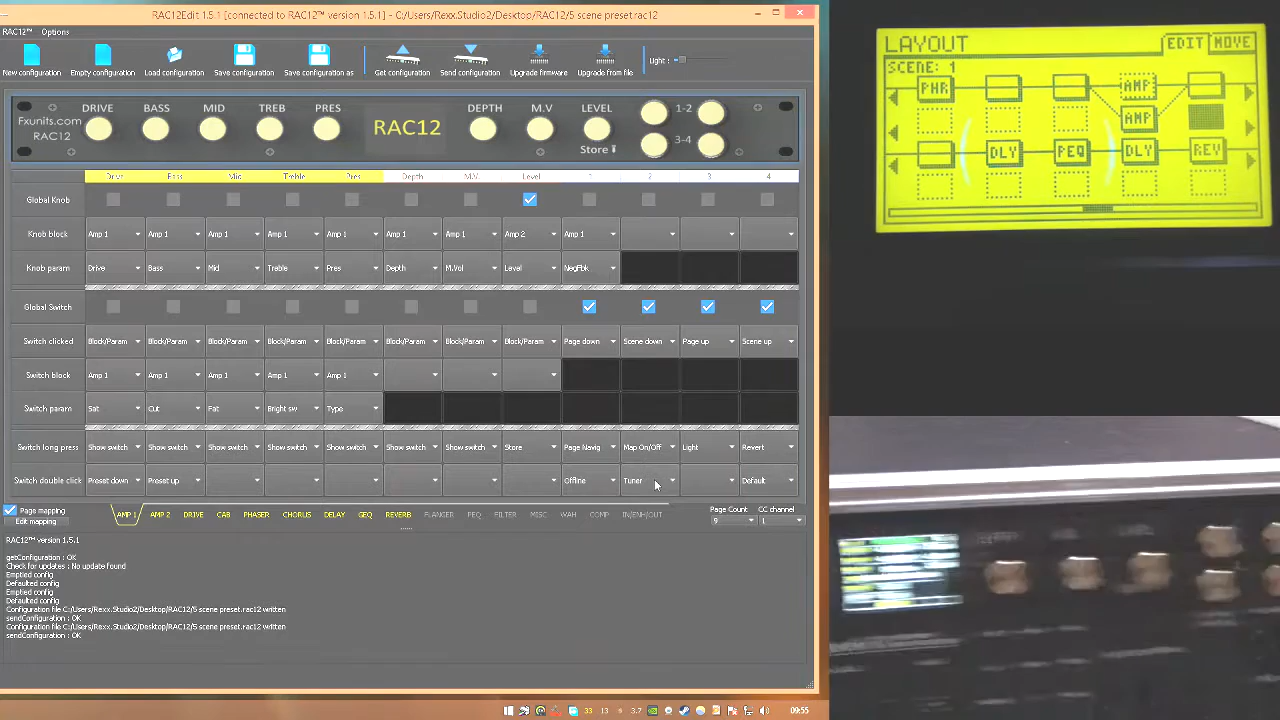 RAC12Edit 1.5.1 [connected to RAC12™ version 1.5.1] - C:/Users/Rexx.Studio2/Desktop/RAC12/5 scene preset.rac12
RAC12™ Options
New configuration Empty configuration Load configuration Save configuration Save configuration as Get configuration Send configuration Upgrade firmware Upgrade from file Light :
DRIVE BASS MID TREB PRES DEPTH M.V LEVEL 1-2
Fxunits.com
RAC12
RAC12
3-4
Store
Drive Bass Mid Treble Pres Depth M.V. Level 1 2 3 4
Global Knob
Knob block Amp 1 Amp 1 Amp 1 Amp 1 Amp 1 Amp 1 Amp 1 Amp 2 Amp 1
Knob param Drive Bass Mid Treble Pres Depth M.Vol Level NegFbk
Global Switch
Switch clicked Block/Param Block/Param Block/Param Block/Param Block/Param Block/Param Block/Param Block/Param Page down Scene down Page up Scene up
Switch block Amp 1 Amp 1 Amp 1 Amp 1 Amp 1
Switch param Sat Cut Fat Bright sw Type
Switch long press Show switch Show switch Show switch Show switch Show switch Show switch Show switch Store Page Navig Map On/Off Light Revert
Switch double click Preset down Preset up Offline Tuner Default
Page mapping
Edit mapping
AMP 1 AMP 2 DRIVE CAB PHASER CHORUS DELAY GEQ REVERB FLANGER PEQ FILTER MISC WAH COMP IN/ENH/OUT
Page Count CC channel
9 1
RAC12™ version 1.5.1
getConfiguration : OK
Check for updates : No update found
Emptied config
Defaulted config
Emptied config
Defaulted config
Configuration file C:/Users/Rexx.Studio2/Desktop/RAC12/5 scene preset.rac12 written
sendConfiguration : OK
Configuration file C:/Users/Rexx.Studio2/Desktop/RAC12/5 scene preset.rac12 written
sendConfiguration : OK
33 13 3.7 09:55
LAYOUT EDIT MOVE
SCENE: 1
PHR AMP
AMP
DLY PEQ DLY REV